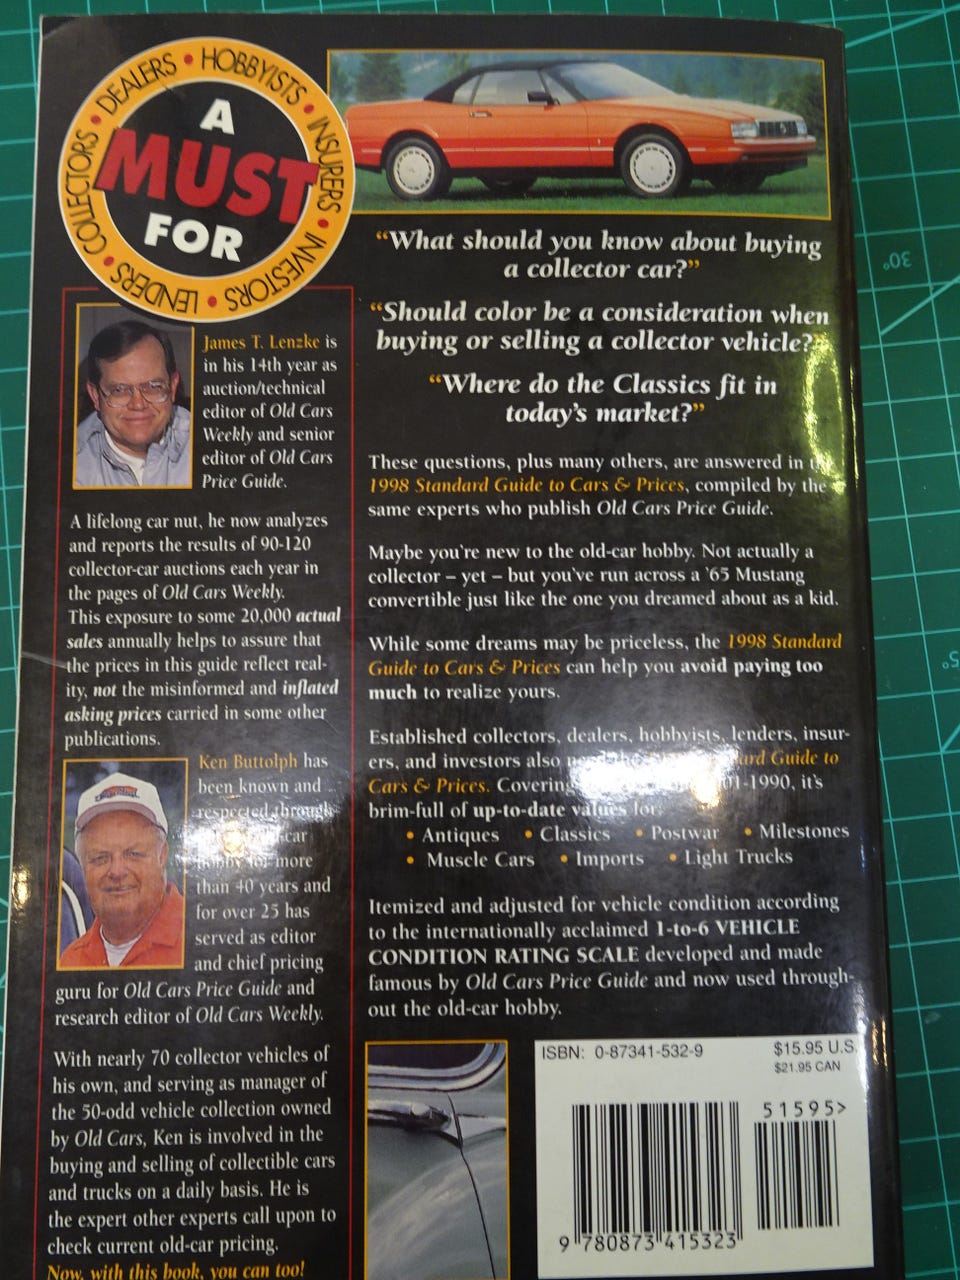 COLLECTORS • DEALERS • HOBBYISTS • INSURERS • INVESTORS • LENDERS •
A
MUST
FOR
“What should you know about buying
a collector car?”
“Should color be a consideration when
buying or selling a collector vehicle?”
“Where do the Classics fit in
today's market?”
These questions, plus many others, are answered in
1998 Standard Guide to Cars & Prices, compiled by the
same experts who publish Old Cars Price Guide.
Maybe you're new to the old-car hobby. Not actually a
collector – yet – but you've run across a '65 Mustang
convertible just like the one you dreamed about as a kid.
While some dreams may be priceless, the 1998 Standard
Guide to Cars & Prices can help you avoid paying too
much to realize yours.
Established collectors, dealers, hobbyists, lenders, insur-
ers, and investors also Guide to
Cars & Prices. Covering 01-1990, it's
brim-full of up-to-date values for:
• Antiques • Classics • Postwar • Milestones
• Muscle Cars • Imports • Light Trucks
Itemized and adjusted for vehicle condition according
to the internationally acclaimed 1-to-6 VEHICLE
CONDITION RATING SCALE developed and made
famous by Old Cars Price Guide and now used through-
out the old-car hobby.
James T. Lenzke is
in his 14th year as
auction/technical
editor of Old Cars
Weekly and senior
editor of Old Cars
Price Guide.
A lifelong car nut, he now analyzes
and reports the results of 90-120
collector-car auctions each year in
the pages of Old Cars Weekly.
This exposure to some 20,000 actual
sales annually helps to assure that
the prices in this guide reflect real-
ity, not the misinformed and inflated
asking prices carried in some other
publications.
Ken Buttolph has
been known and
respected through
car
hobby for more
than 40 years and
for over 25 has
served as editor
and chief pricing
guru for Old Cars Price Guide and
research editor of Old Cars Weekly.
With nearly 70 collector vehicles of
his own, and serving as manager of
the 50-odd vehicle collection owned
by Old Cars, Ken is involved in the
buying and selling of collectible cars
and trucks on a daily basis. He is
the expert other experts call upon to
check current old-car pricing.
Now, with this book, you can too!
ISBN: 0-87341-532-9
$15.95 U.S.
$21.95 CAN
51595>
9 780873 415323
30°